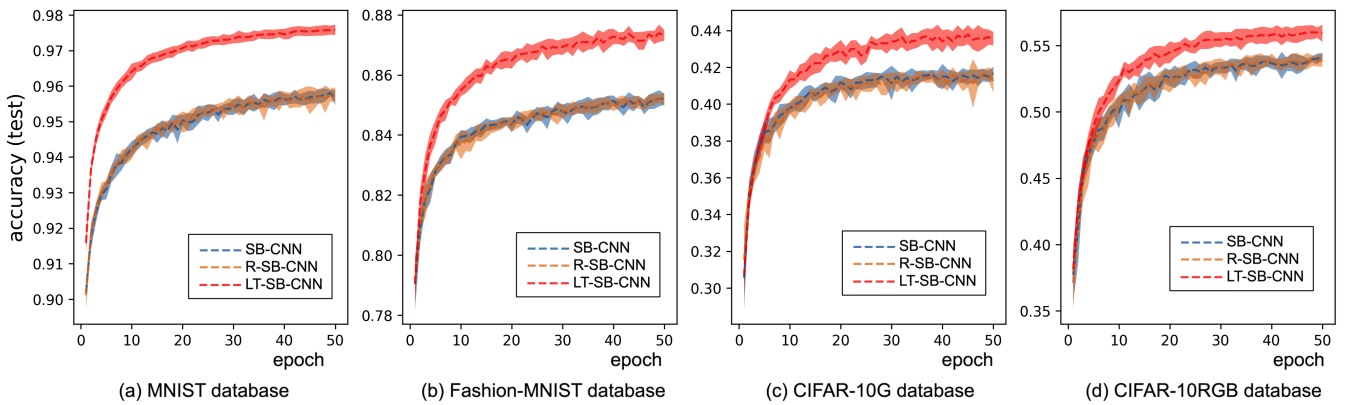 accuracy (test)
0.98
0.97
0.96
0.95
0.94
0.93
0.92
0.91
0.90
SB-CNN
R-SB-CNN
LT-SB-CNN
0 10 20 30 40 50
epoch
(a) MNIST database
0.88
0.86
0.84
0.82
0.80
0.78
SB-CNN
R-SB-CNN
LT-SB-CNN
0 10 20 30 40 50
epoch
(b) Fashion-MNIST database
0.44
0.42
0.40
0.38
0.36
0.34
0.32
0.30
SB-CNN
R-SB-CNN
LT-SB-CNN
0 10 20 30 40 50
epoch
(c) CIFAR-10G database
0.55
0.50
0.45
0.40
0.35
SB-CNN
R-SB-CNN
LT-SB-CNN
0 10 20 30 40 50
epoch
(d) CIFAR-10RGB database